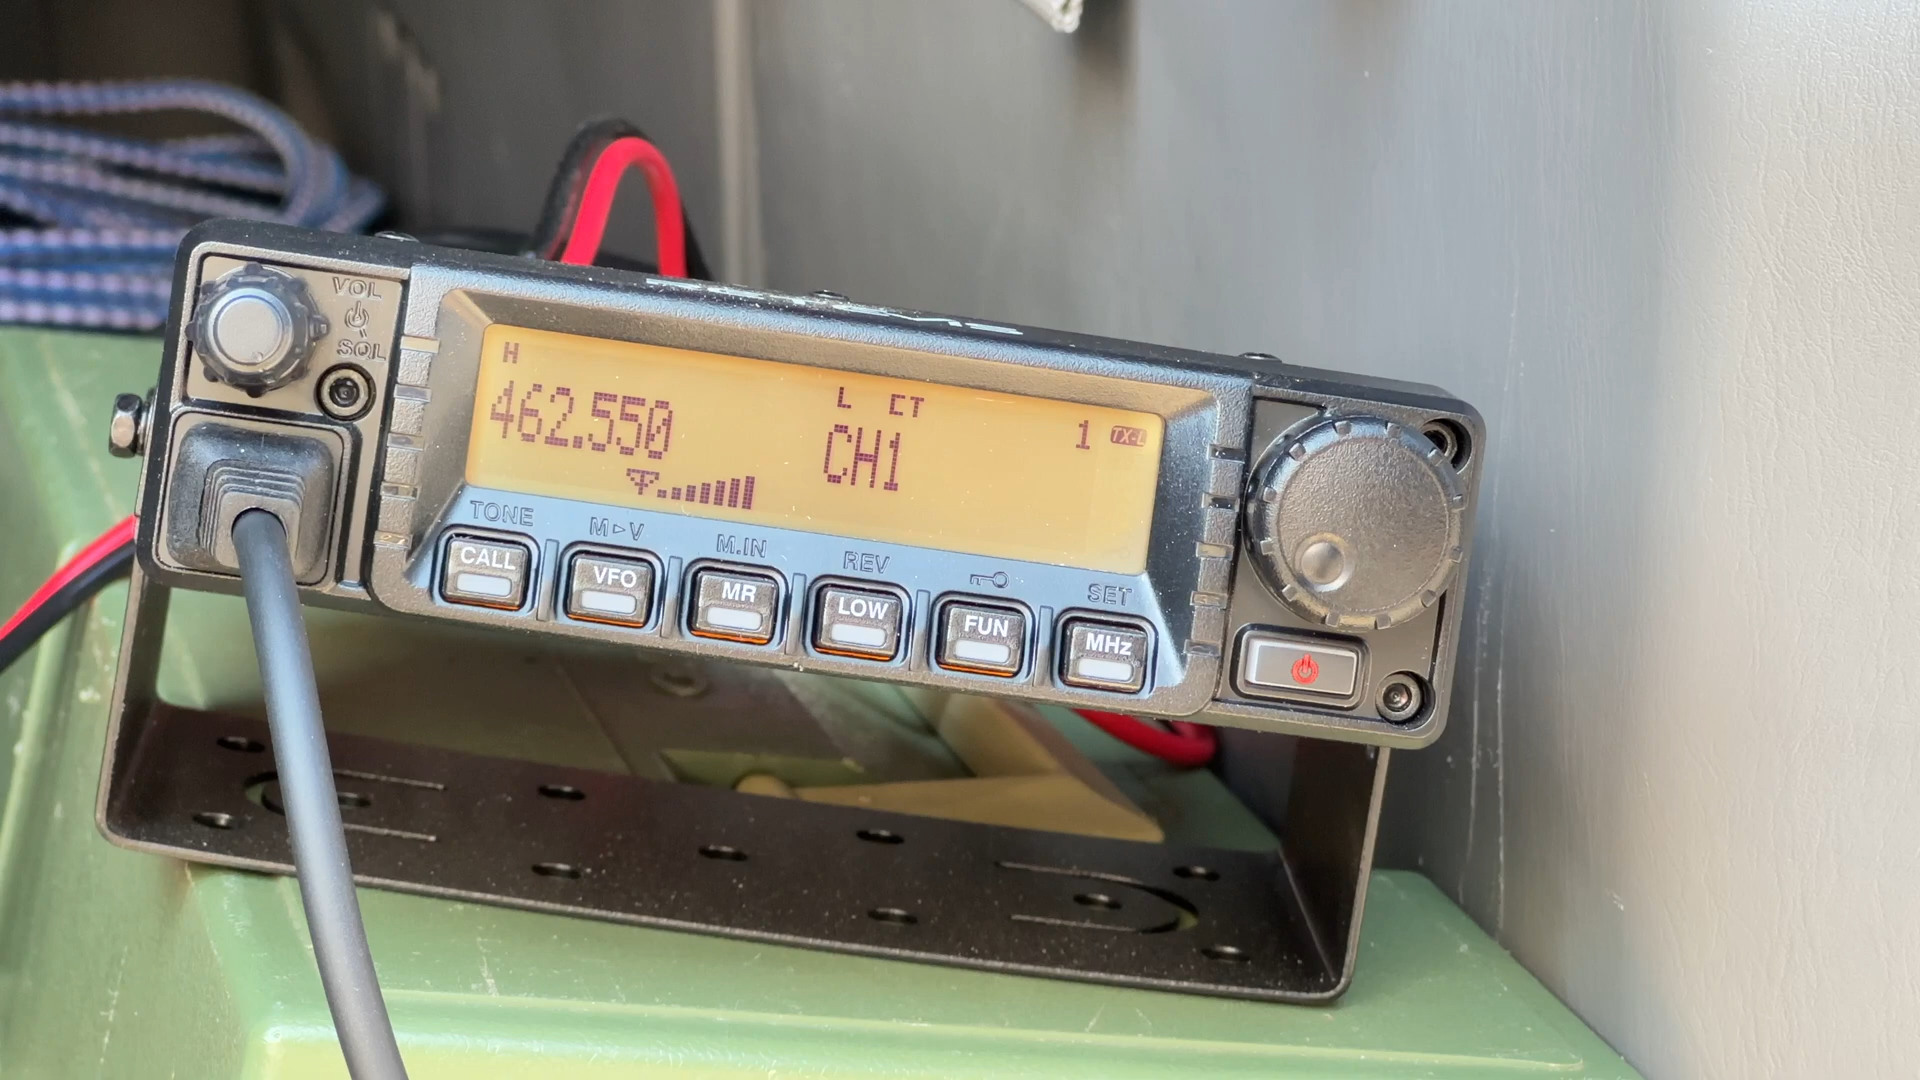 VOL
SQL
H
L CT
462.550
CH1
1 TX-L
TONE
M▷V
M.IN
REV
SET
CALL
VFO
MR
LOW
FUN
MHz